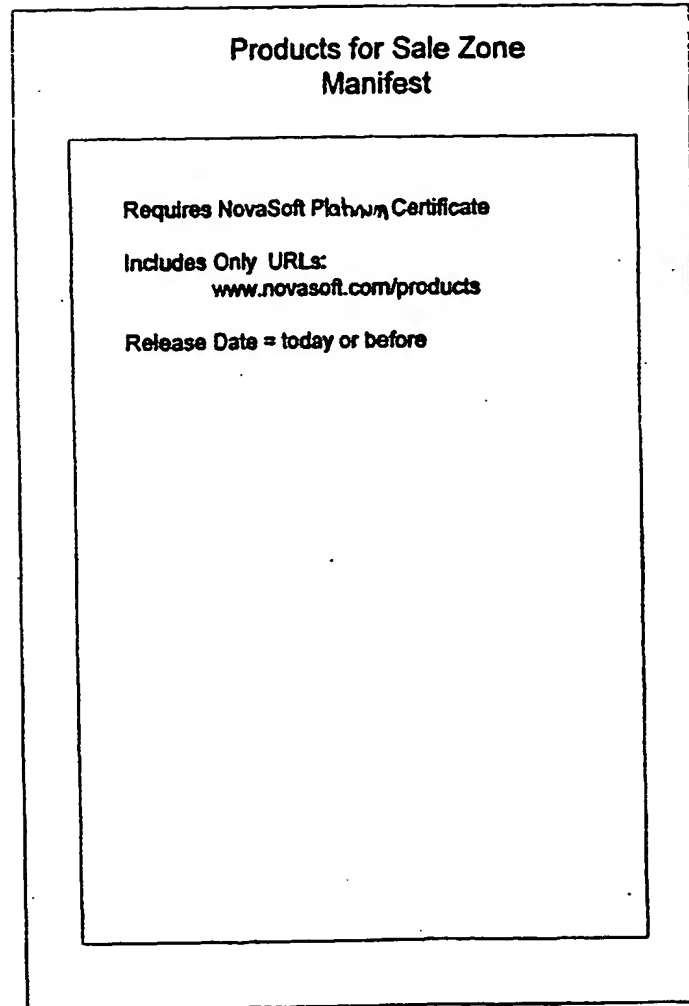 Products for Sale Zone
Manifest
Requires NovaSoft Platinum Certificate
Includes Only URLs:
www.novasoft.com/products
Release Date = today or before